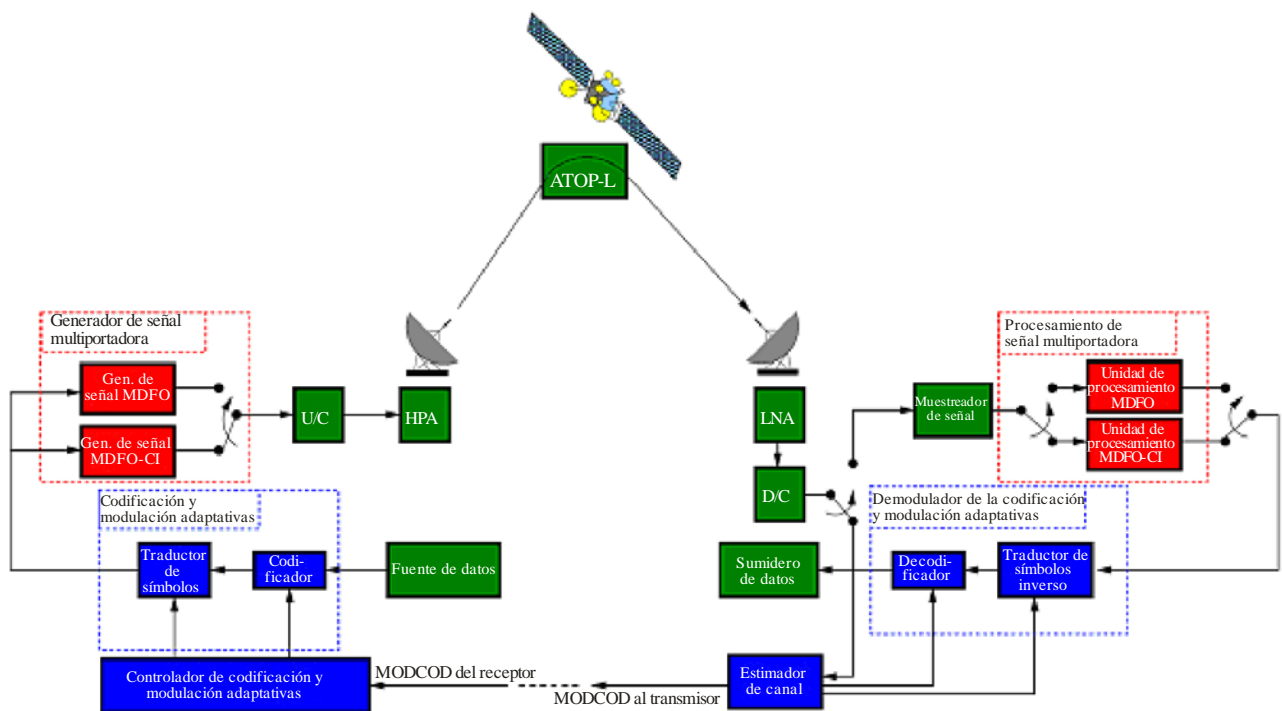 ATOP-L
Generador de señal
multiportadora
Gen. de
señal MDFO
Gen. de señal
MDFO-CI
U/C
HPA
Codificación y
modulación adaptativas
Traductor
de
símbolos
Codi-
ficador
Fuente de datos
Controlador de codificación y
modulación adaptativas
MODCOD del receptor
MODCOD al transmisor
LNA
D/C
Muestreador
de señal
Procesamiento de
señal multiportadora
Unidad de
procesamiento
MDFO
Unidad de
procesamiento
MDFO-CI
Demodulador de la codificación
y modulación adaptativas
Sumidero
de datos
Decodi-
ficador
Traductor de
símbolos
inverso
Estimador
de canal